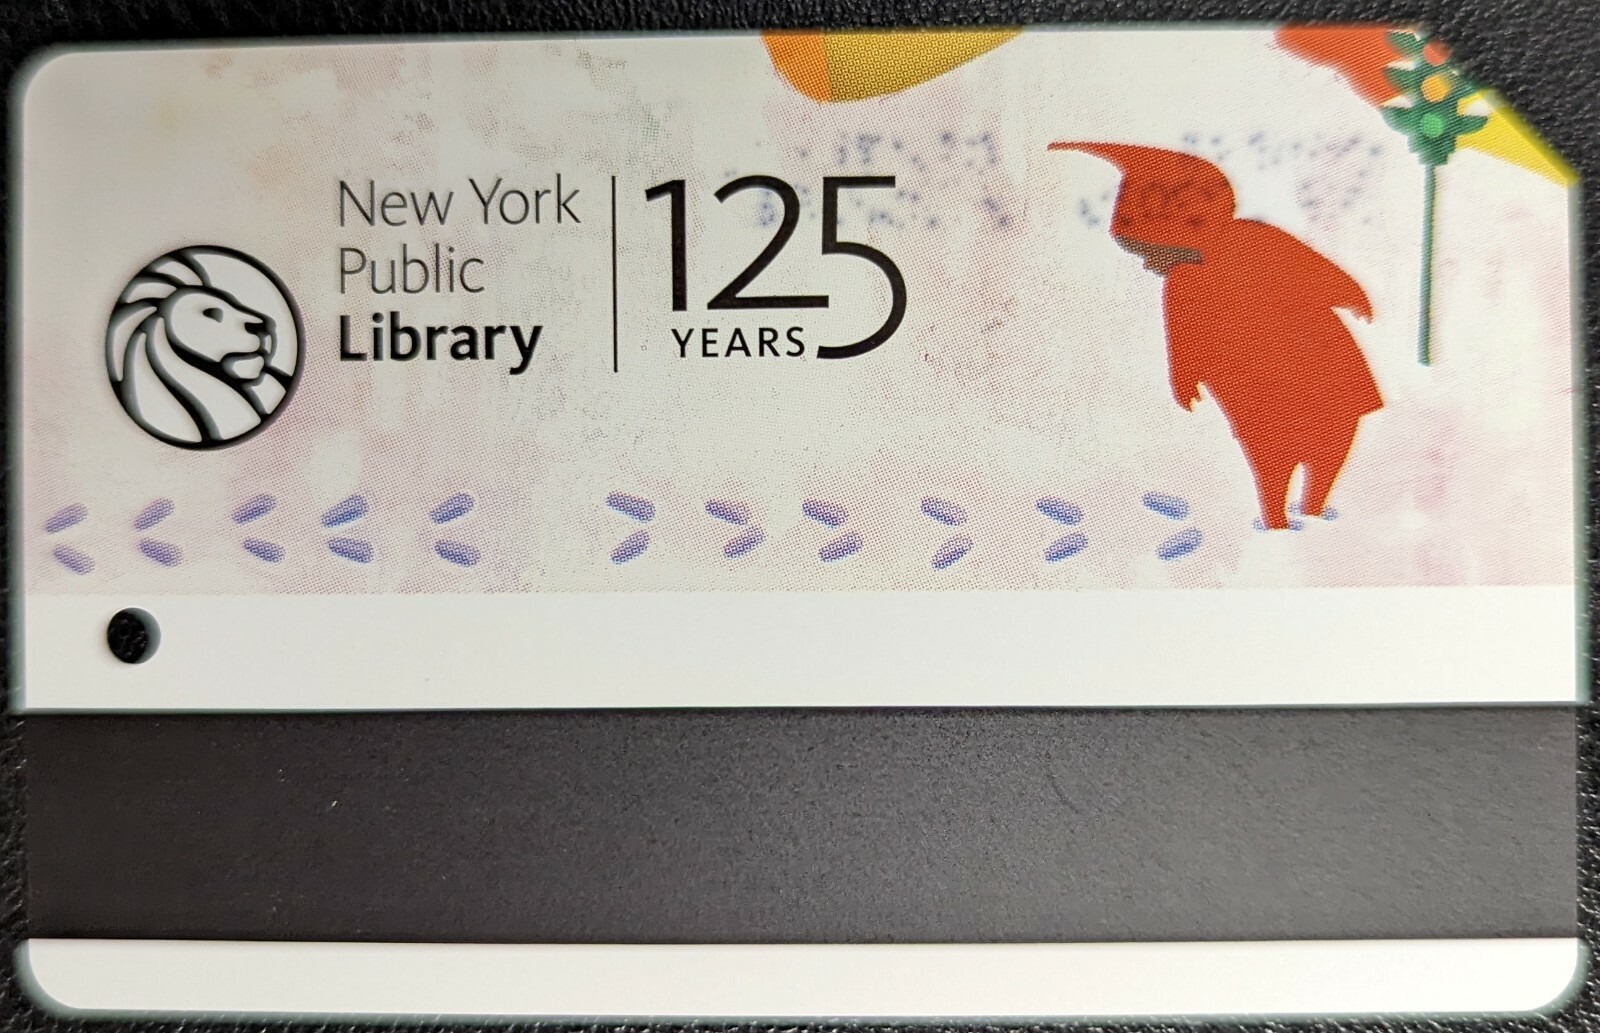 New York
Public
Library
125
YEARS